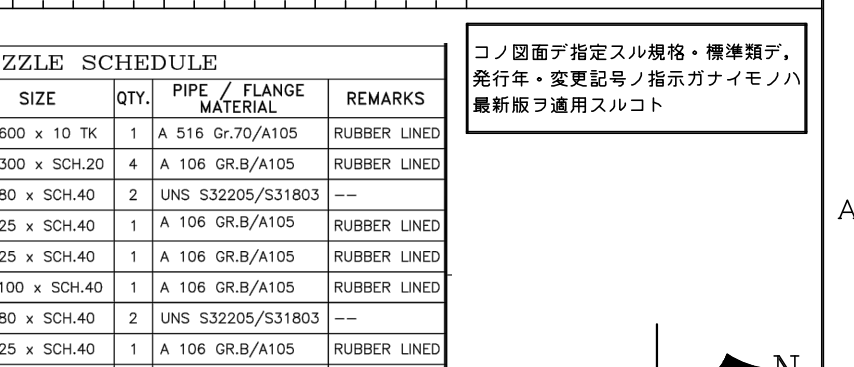 ZZLE SCHEDULE
SIZE QTY. PIPE / FLANGE MATERIAL REMARKS
600 x 10 TK 1 A 516 Gr.70/A105 RUBBER LINED
300 x SCH.20 4 A 106 GR.B/A105 RUBBER LINED
80 x SCH.40 2 UNS S32205/S31803 --
25 x SCH.40 1 A 106 GR.B/A105 RUBBER LINED
25 x SCH.40 1 A 106 GR.B/A105 RUBBER LINED
100 x SCH.40 1 A 106 GR.B/A105 RUBBER LINED
80 x SCH.40 2 UNS S32205/S31803 --
25 x SCH.40 1 A 106 GR.B/A105 RUBBER LINED
コノ図面デ指定スル規格・標準類デ,
発行年・変更記号ノ指示ガナイモノハ
最新版ヲ適用スルコト
A
N